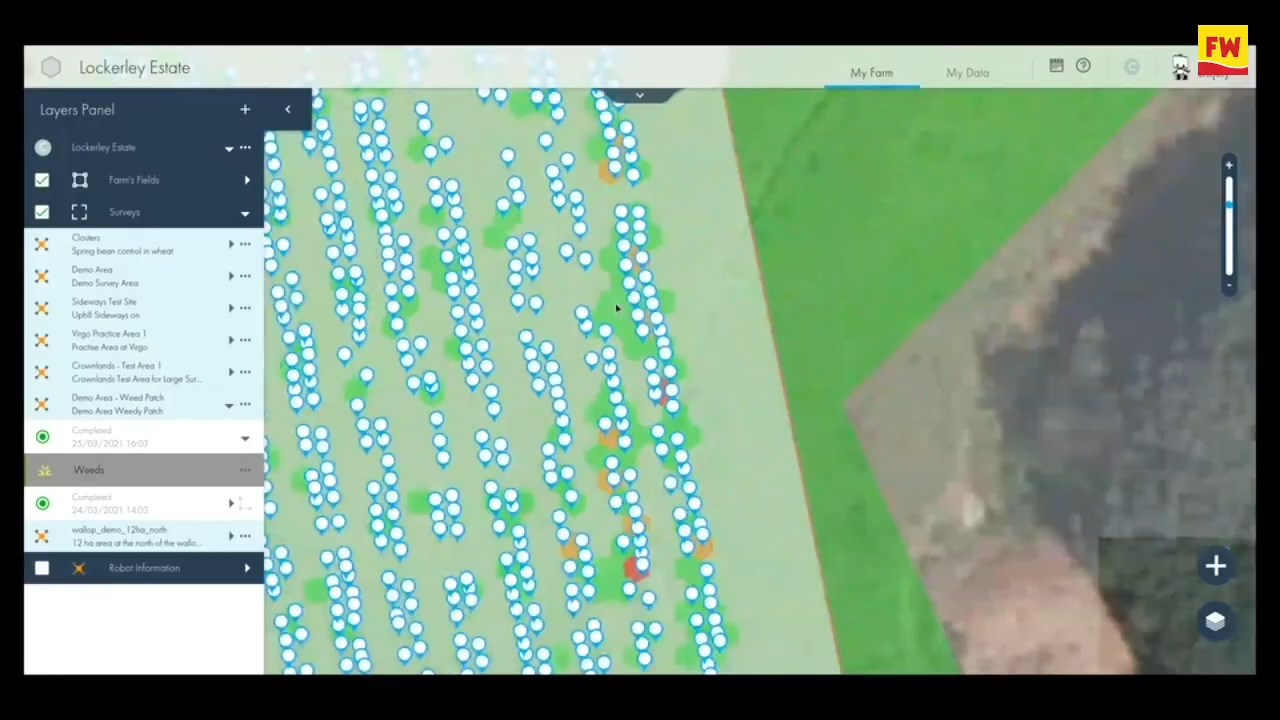 FW
Lockerley Estate
My Farm
My Data
Layers Panel
Lockerley Estate
Farm's Fields
Surveys
Closters
Spring bean control in wheat
Demo Area
Demo Survey Area
Sideways Test Site
Uphill Sideways on
Virgo Practice Area 1
Practise Area at Virgo
Crownlands - Test Area 1
Crownlands Test Area for Large Sur...
Demo Area - Weed Patch
Demo Area Weedy Patch
Completed
25/03/2021 16:03
Weeds
Completed
24/03/2021 14:03
wallop_demo_12ha_north
12 ha area at the north of the wallo...
Robot Information